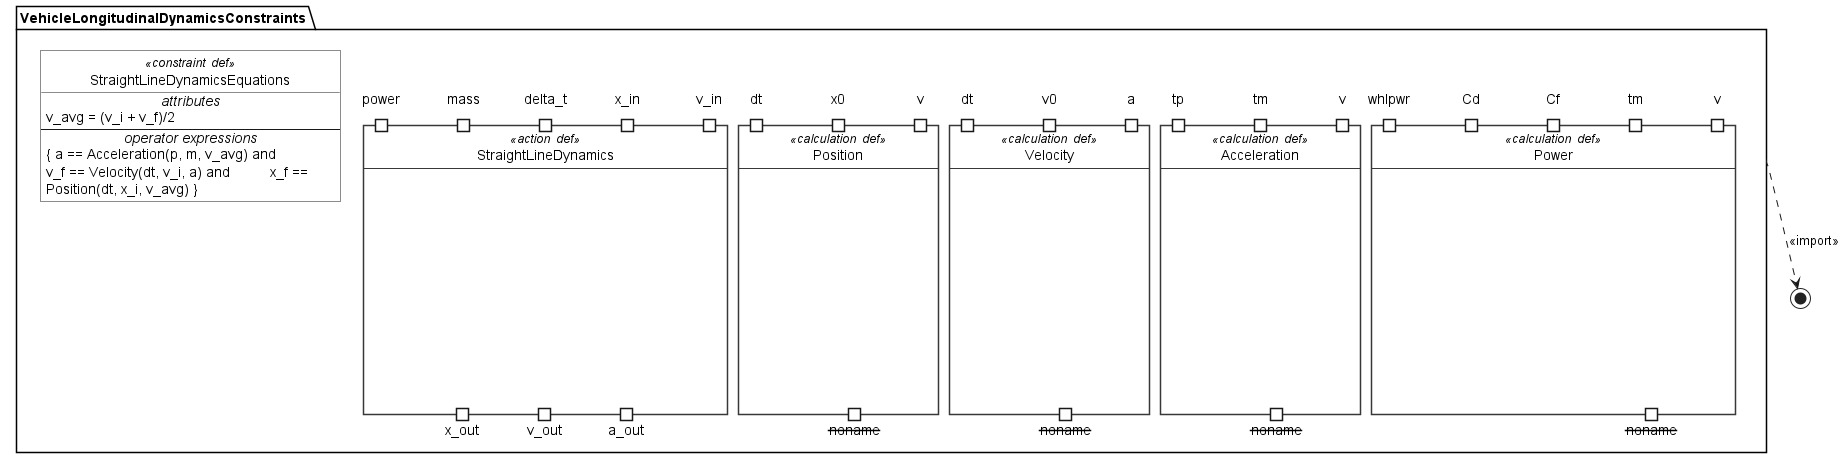 VehicleLongitudinalDynamicsConstraints
«constraint def»
StraightLineDynamicsEquations
attributes
v_avg = (v_i + v_f)/2
operator expressions
{ a == Acceleration(p, m, v_avg) and
v_f == Velocity(dt, v_i, a) and x_f ==
Position(dt, x_i, v_avg) }
power mass delta_t x_in v_in
«action def»
StraightLineDynamics
x_out v_out a_out
dt x0 v
«calculation def»
Position
noname
dt v0 a
«calculation def»
Velocity
noname
tp tm v
«calculation def»
Acceleration
noname
whlpwr Cd Cf tm v
«calculation def»
Power
noname
«import»